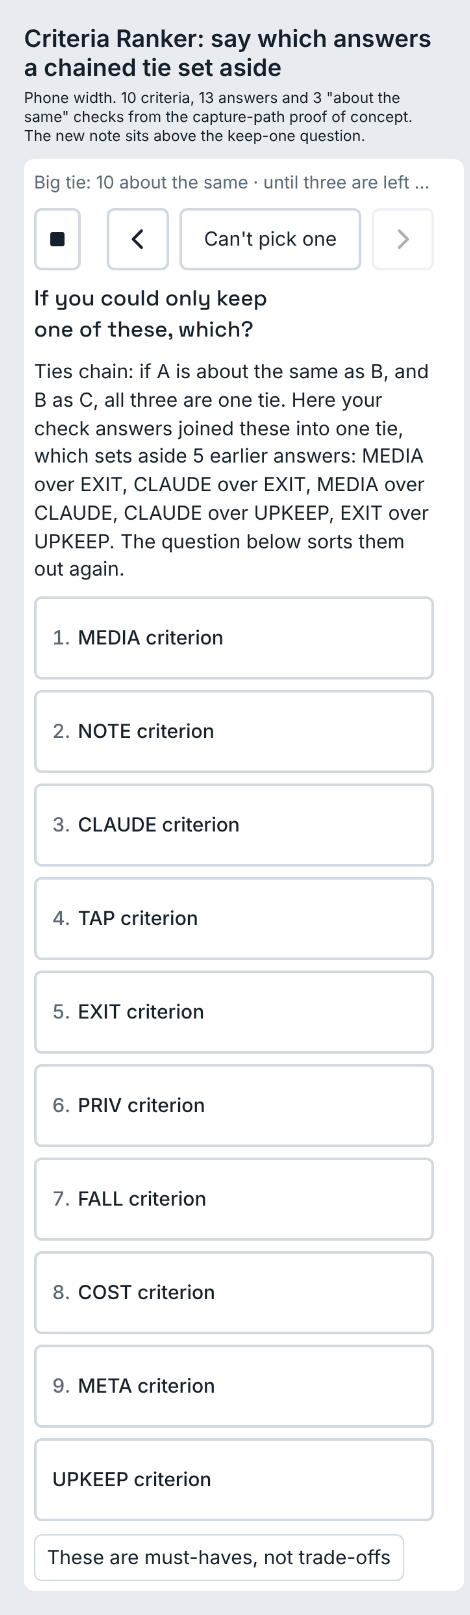 Criteria Ranker: say which answers
a chained tie set aside
Phone width. 10 criteria, 13 answers and 3 "about the
same" checks from the capture-path proof of concept.
The new note sits above the keep-one question.
Big tie: 10 about the same · until three are left ...
Can't pick one
If you could only keep
one of these, which?
Ties chain: if A is about the same as B, and
B as C, all three are one tie. Here your
check answers joined these into one tie,
which sets aside 5 earlier answers: MEDIA
over EXIT, CLAUDE over EXIT, MEDIA over
CLAUDE, CLAUDE over UPKEEP, EXIT over
UPKEEP. The question below sorts them
out again.
1. MEDIA criterion
2. NOTE criterion
3. CLAUDE criterion
4. TAP criterion
5. EXIT criterion
6. PRIV criterion
7. FALL criterion
8. COST criterion
9. META criterion
UPKEEP criterion
These are must-haves, not trade-offs